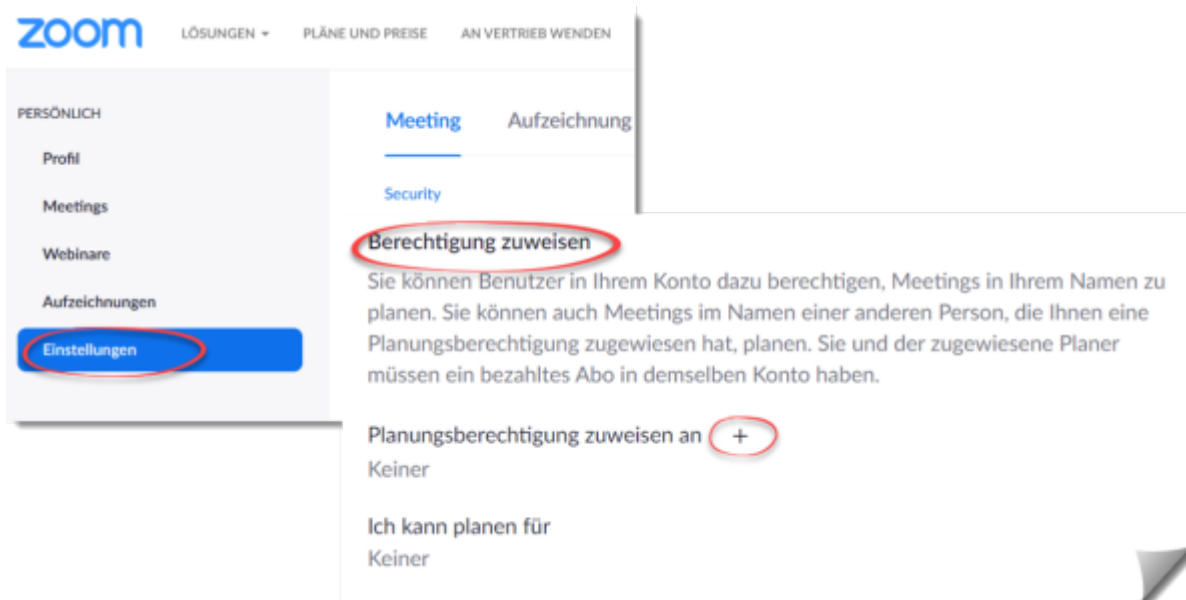 zoom LÖSUNGEN PLÄNE UND PREISE AN VERTRIEB WENDEN
PERSÖNLICH
Profil
Meetings
Webinare
Aufzeichnungen
Einstellungen
Meeting Aufzeichnung
Security
Berechtigung zuweisen
Sie können Benutzer in Ihrem Konto dazu berechtigen, Meetings in Ihrem Namen zu
planen. Sie können auch Meetings im Namen einer anderen Person, die Ihnen eine
Planungsberechtigung zugewiesen hat, planen. Sie und der zugewiesene Planer
müssen ein bezahltes Abo in demselben Konto haben.
Planungsberechtigung zuweisen an +
Keiner
Ich kann planen für
Keiner